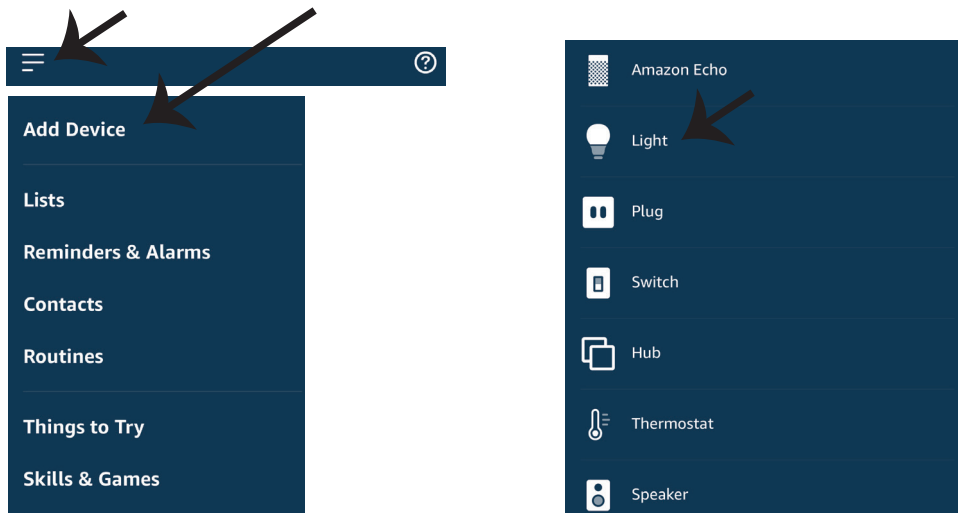 ?
Add Device
Lists
Reminders & Alarms
Contacts
Routines
Things to Try
Skills & Games
Amazon Echo
Light
Plug
Switch
Hub
Thermostat
Speaker